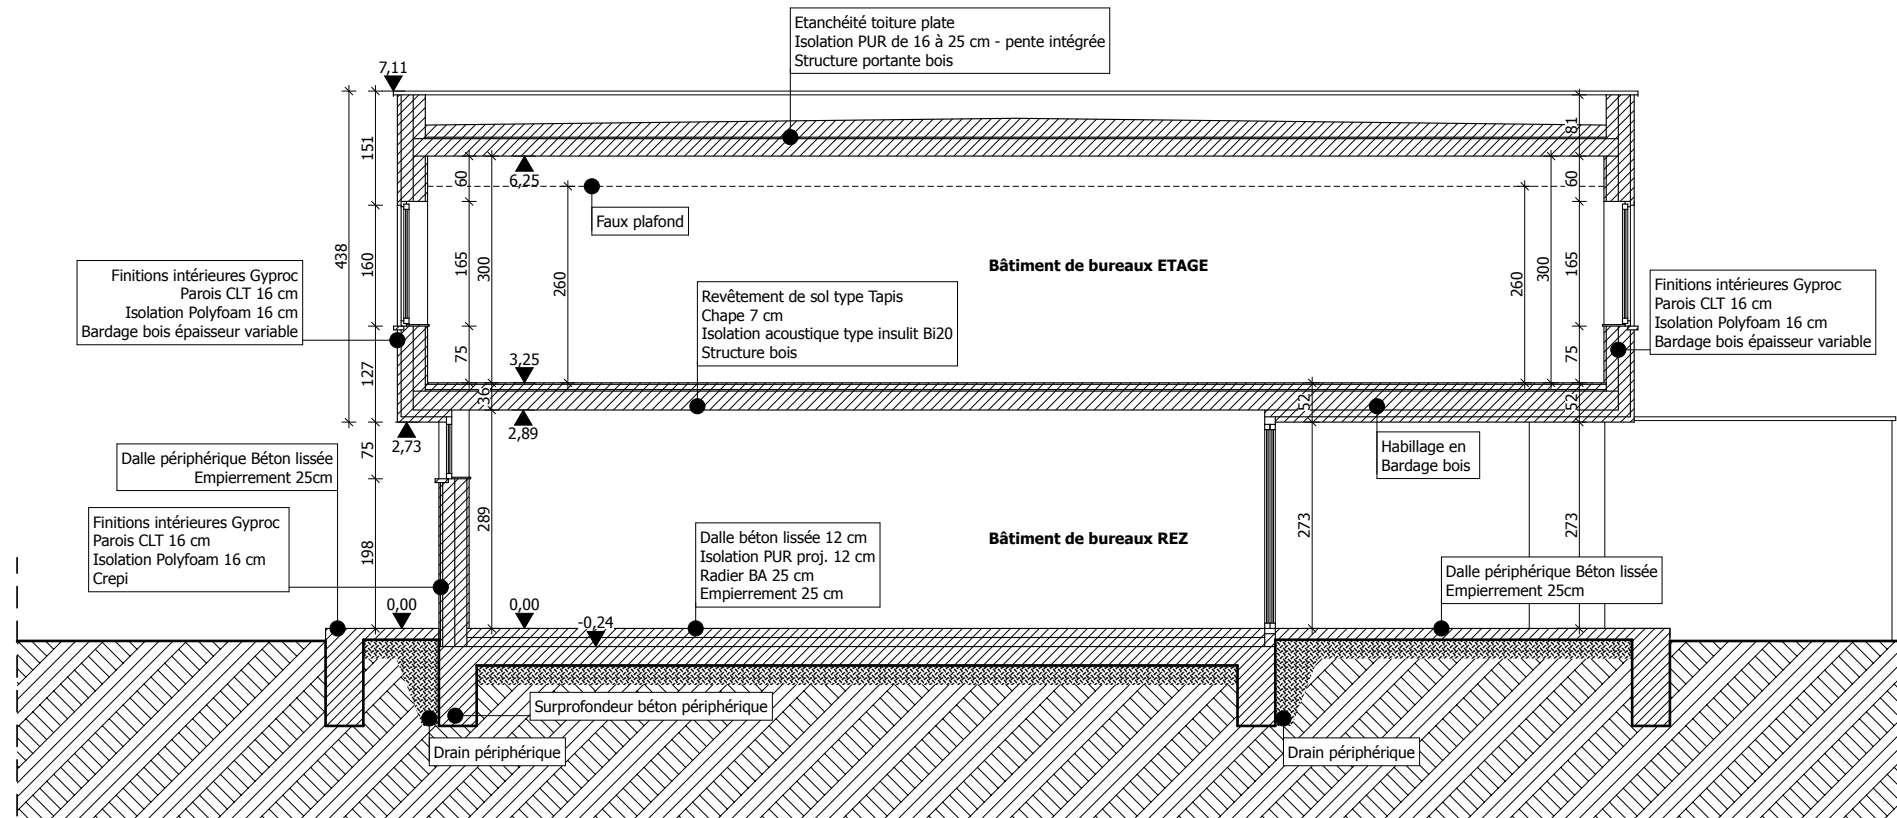 Etanchéité toiture plate
Isolation PUR de 16 à 25 cm - pente intégrée
Structure portante bois
7,11
151
438
160
127
75
198
60
165
75
300
36
289
6,25
260
Faux plafond
Bâtiment de bureaux ETAGE
81
60
165
75
300
260
52
52
273
273
Finitions intérieures Gyproc
Parois CLT 16 cm
Isolation Polyfoam 16 cm
Bardage bois épaisseur variable
Revêtement de sol type Tapis
Chape 7 cm
Isolation acoustique type insulit Bi20
Structure bois
Finitions intérieures Gyproc
Parois CLT 16 cm
Isolation Polyfoam 16 cm
Bardage bois épaisseur variable
3,25
2,89
2,73
Habillage en
Bardage bois
Dalle périphérique Béton lissée
Empierrement 25cm
Finitions intérieures Gyproc
Parois CLT 16 cm
Isolation Polyfoam 16 cm
Crepi
Dalle béton lissée 12 cm
Isolation PUR proj. 12 cm
Radier BA 25 cm
Empierrement 25 cm
Bâtiment de bureaux REZ
Dalle périphérique Béton lissée
Empierrement 25cm
0,00
0,00
-0,24
Surprofondeur béton périphérique
Drain périphérique
Drain périphérique